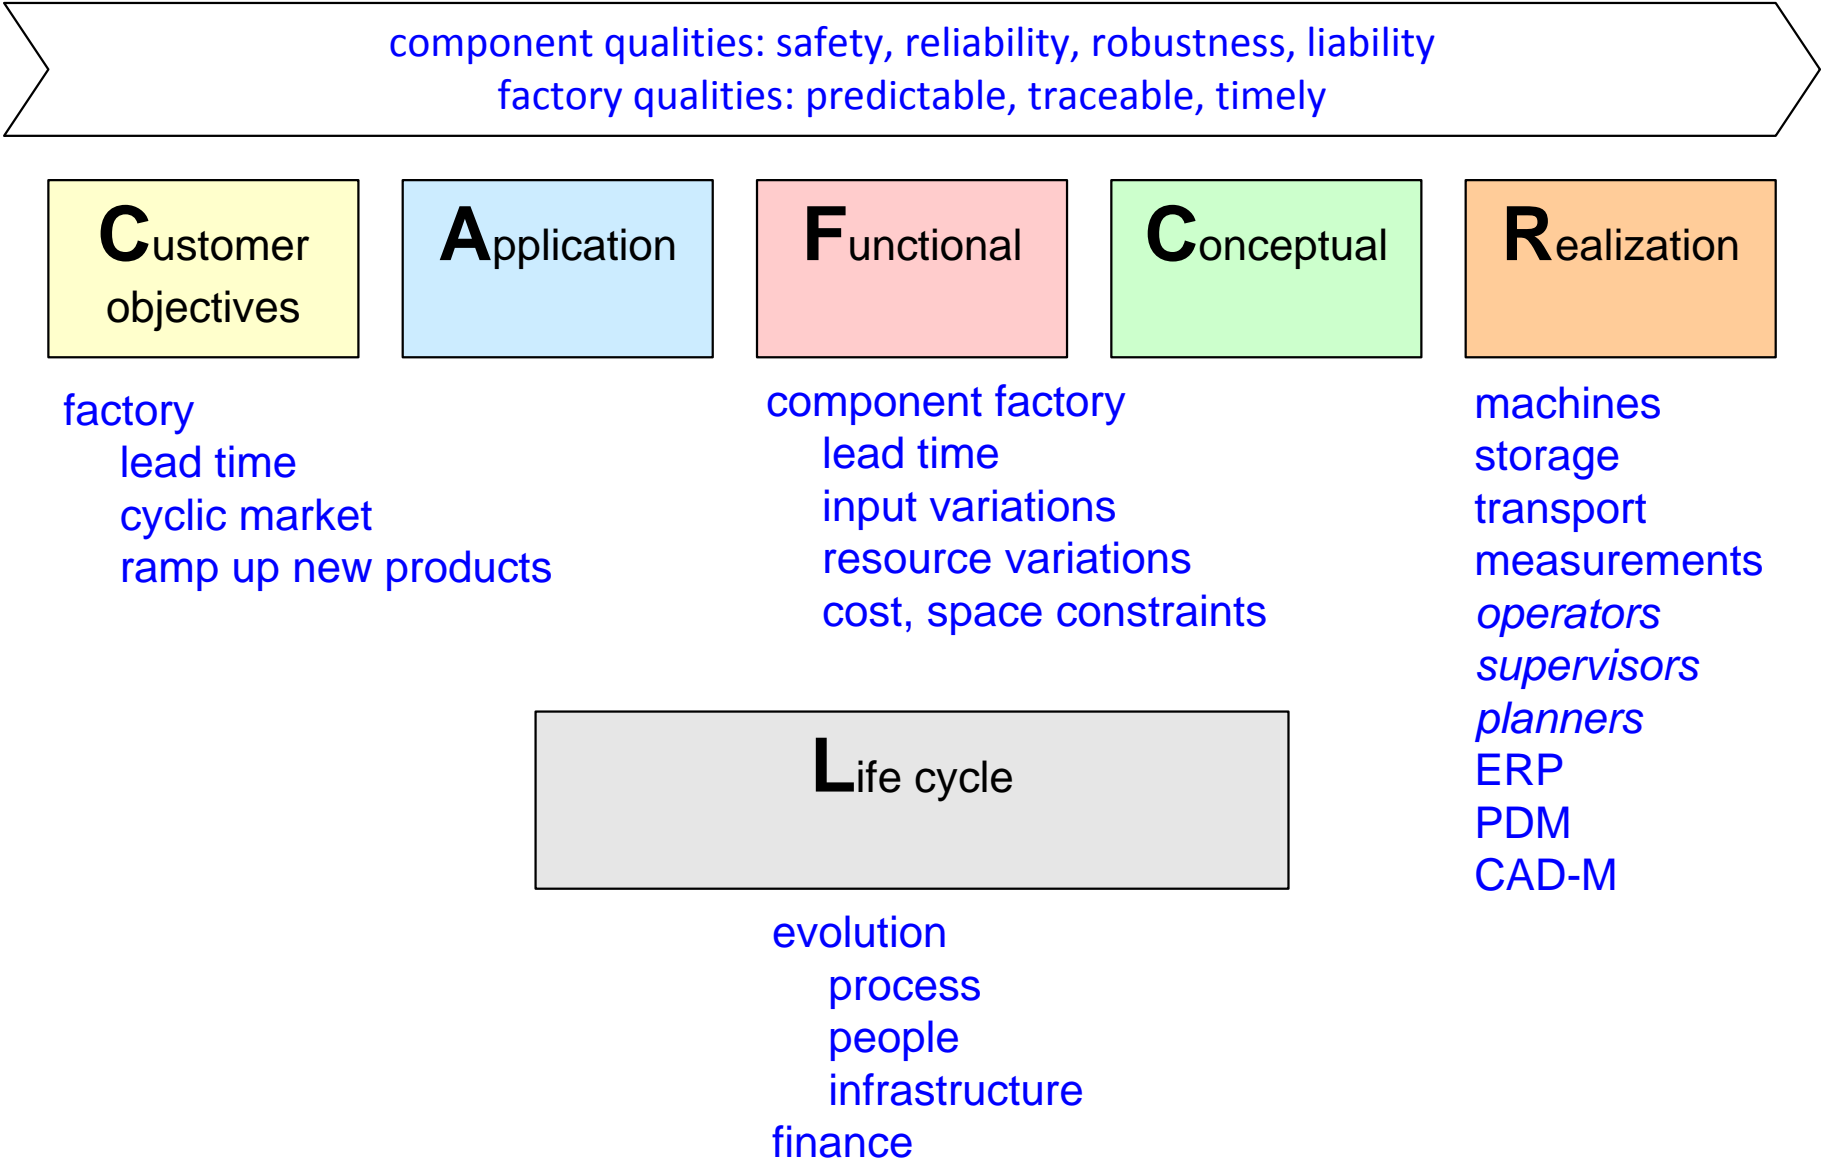 component qualities: safety, reliability, robustness, liability
factory qualities: predictable, traceable, timely
Customer
objectives
Application
Functional
Conceptual
Realization
factory
lead time
cyclic market
ramp up new products
component factory
lead time
input variations
resource variations
cost, space constraints
machines
storage
transport
measurements
operators
supervisors
planners
ERP
PDM
CAD-M
Life cycle
evolution
process
people
infrastructure
finance